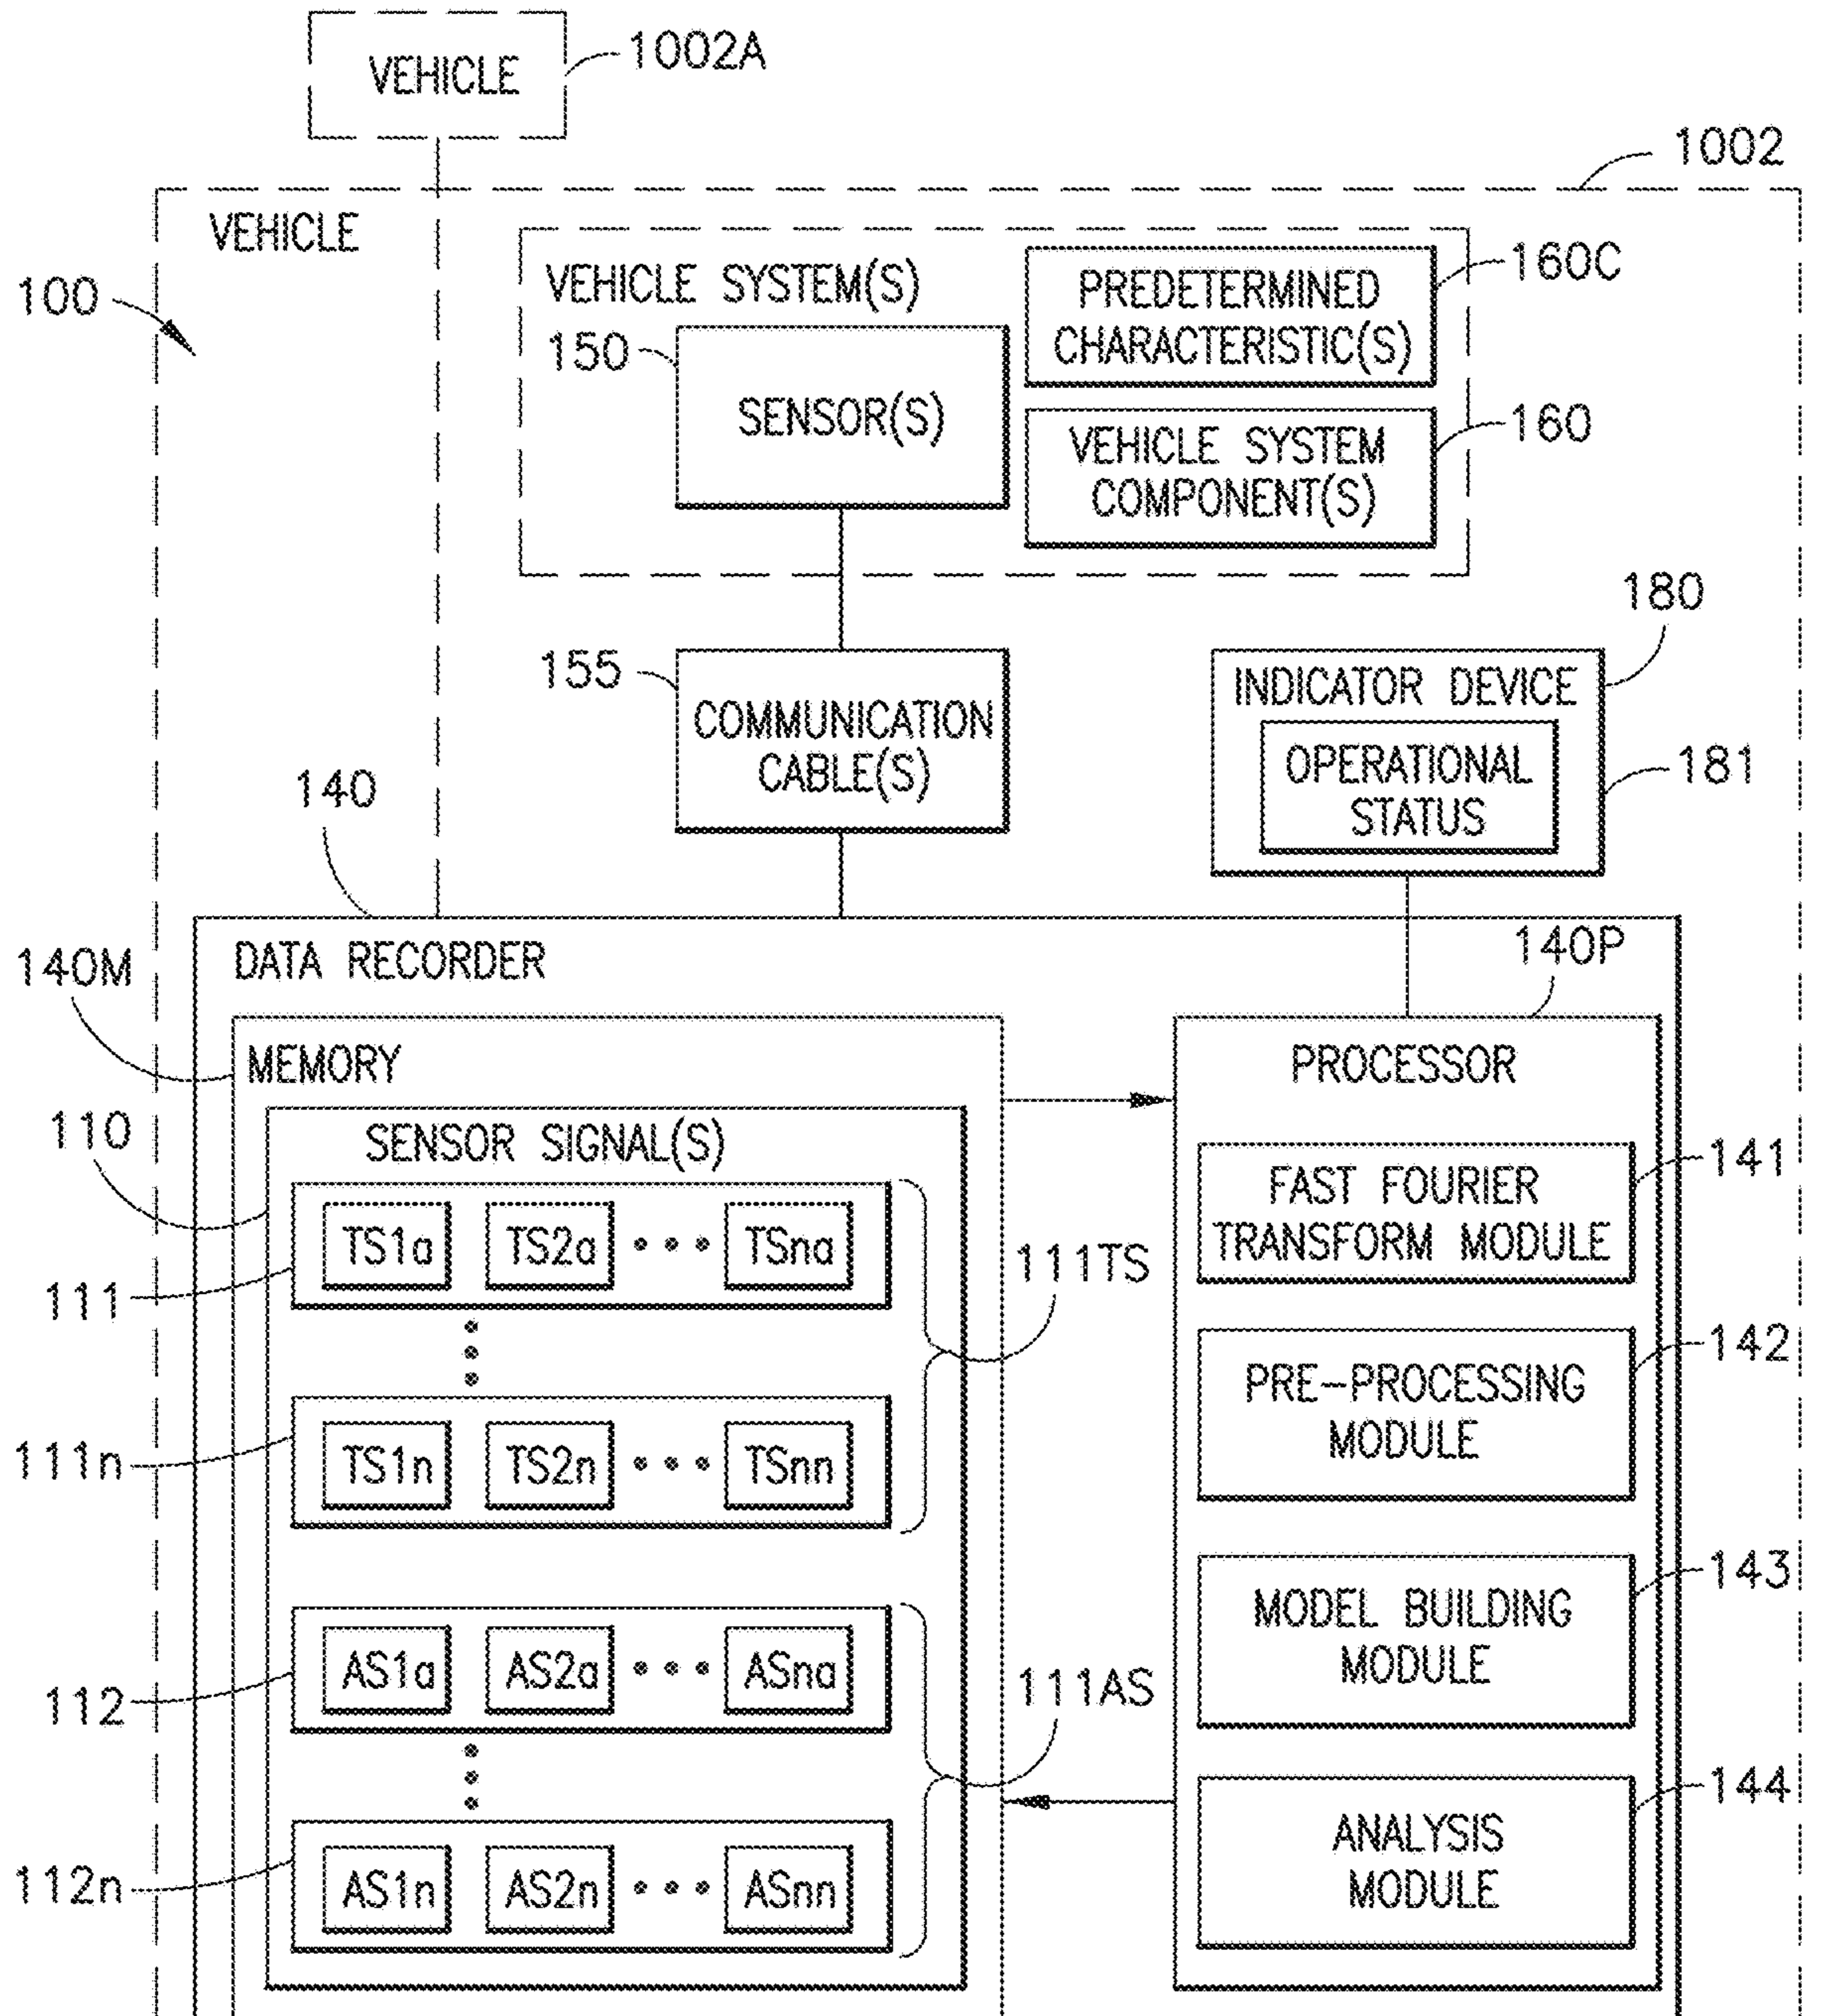 VEHICLE
1002A
1002
VEHICLE
100
VEHICLE SYSTEM(S)
PREDETERMINED
CHARACTERISTIC(S)
160C
150
SENSOR(S)
VEHICLE SYSTEM
COMPONENT(S)
160
180
155
COMMUNICATION
CABLE(S)
INDICATOR DEVICE
OPERATIONAL
STATUS
181
140
DATA RECORDER
140P
140M
MEMORY
PROCESSOR
110
SENSOR SIGNAL(S)
TS1a TS2a ••• TSna
111
111TS
FAST FOURIER
TRANSFORM MODULE
141
TS1n TS2n ••• TSnn
111n
PRE-PROCESSING
MODULE
142
AS1a AS2a ••• ASna
112
111AS
MODEL BUILDING
MODULE
143
AS1n AS2n ••• ASnn
112n
ANALYSIS
MODULE
144